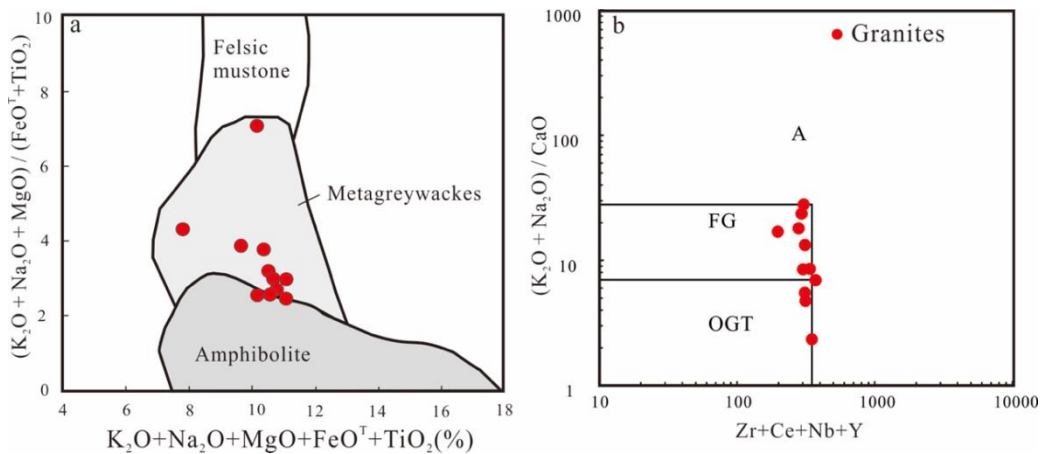 a
(K₂O + Na₂O + MgO) / (FeOᵀ+TiO₂)
10
8
6
4
2
0
Felsic
mustone
Metagreywackes
Amphibolite
4
6
8
10
12
14
16
18
K₂O+Na₂O+MgO+FeOᵀ+TiO₂(%)
b
(K₂O + Na₂O) / CaO
1000
100
10
1
Granites
A
FG
OGT
10
100
1000
10000
Zr+Ce+Nb+Y